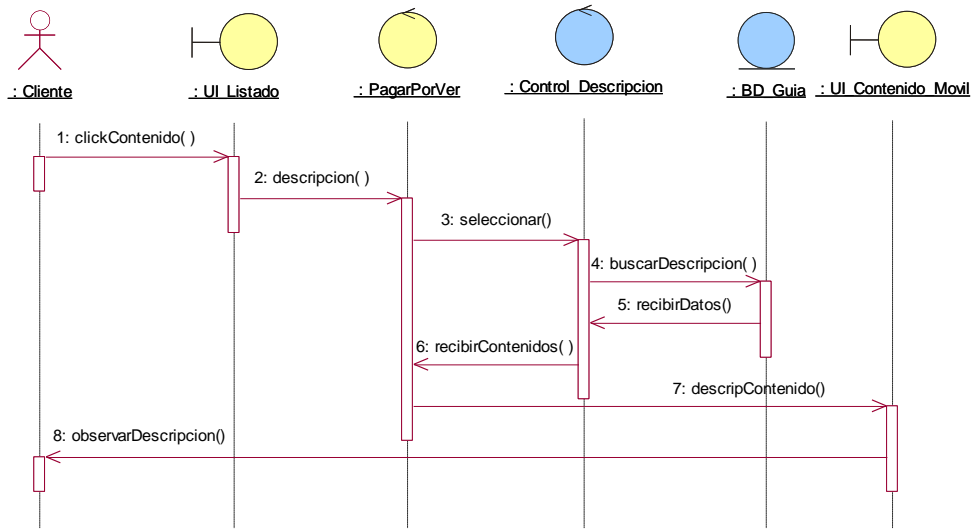 : Cliente
: UI_Listado
: PagarPorVer
: Control_Descripcion
: BD_Guia
: UI_Contenido_Movil
1: clickContenido( )
2: descripcion( )
3: seleccionar()
4: buscarDescripcion( )
5: recibirDatos()
6: recibirContenidos( )
7: descripContenido()
8: observarDescripcion()